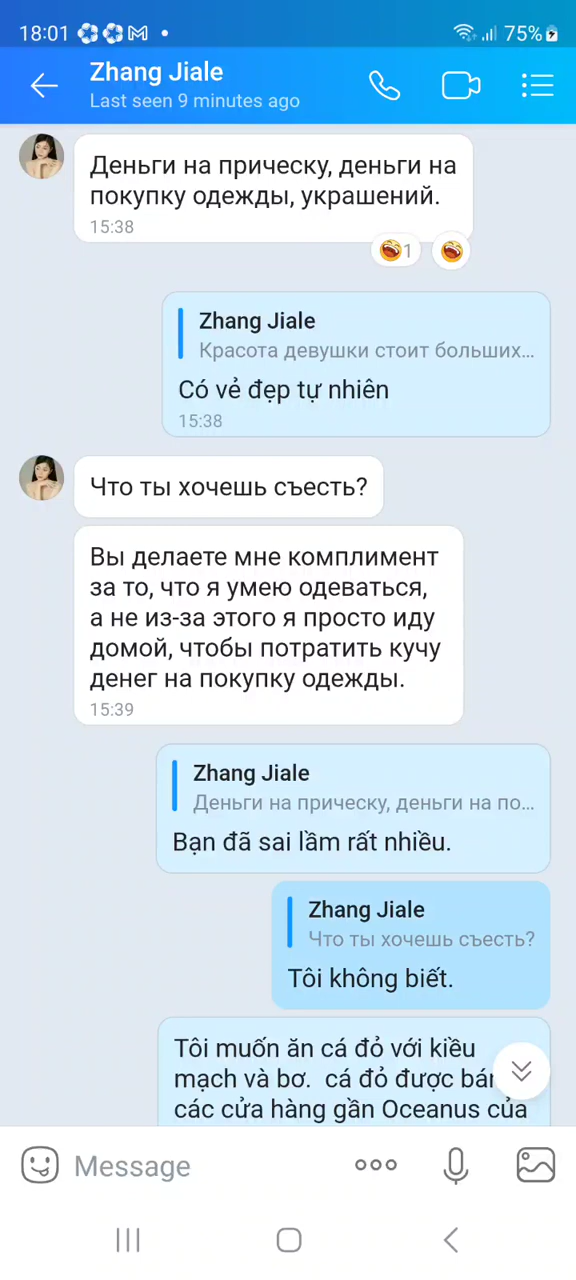 18:01
75%
Zhang Jiale
Last seen 9 minutes ago
Деньги на прическу, деньги на
покупку одежды, украшений.
15:38
1
Zhang Jiale
Красота девушки стоит больших...
Có vẻ đẹp tự nhiên
15:38
Что ты хочешь съесть?
Вы делаете мне комплимент
за то, что я умею одеваться,
а не из-за этого я просто иду
домой, чтобы потратить кучу
денег на покупку одежды.
15:39
Zhang Jiale
Деньги на прическу, деньги на по...
Bạn đã sai lầm rất nhiều.
Zhang Jiale
Что ты хочешь съесть?
Tôi không biết.
Tôi muốn ăn cá đỏ với kiều
mạch và bơ. cá đỏ được
các cửa hàng gần Oceanus của
Message